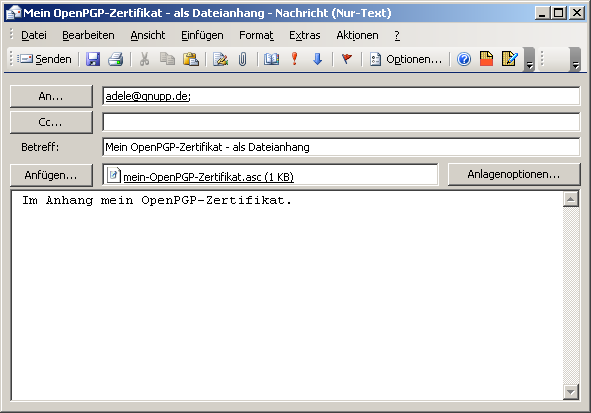 Mein OpenPGP-Zertifikat - als Dateianhang - Nachricht (Nur-Text)
Datei Bearbeiten Ansicht Einfügen Format Extras Aktionen ?
Senden Optionen...
An... adele@gnupp.de;
Cc...
Betreff: Mein OpenPGP-Zertifikat - als Dateianhang
Anfügen... mein-OpenPGP-Zertifikat.asc (1 KB) Anlagenoptionen...
Im Anhang mein OpenPGP-Zertifikat.